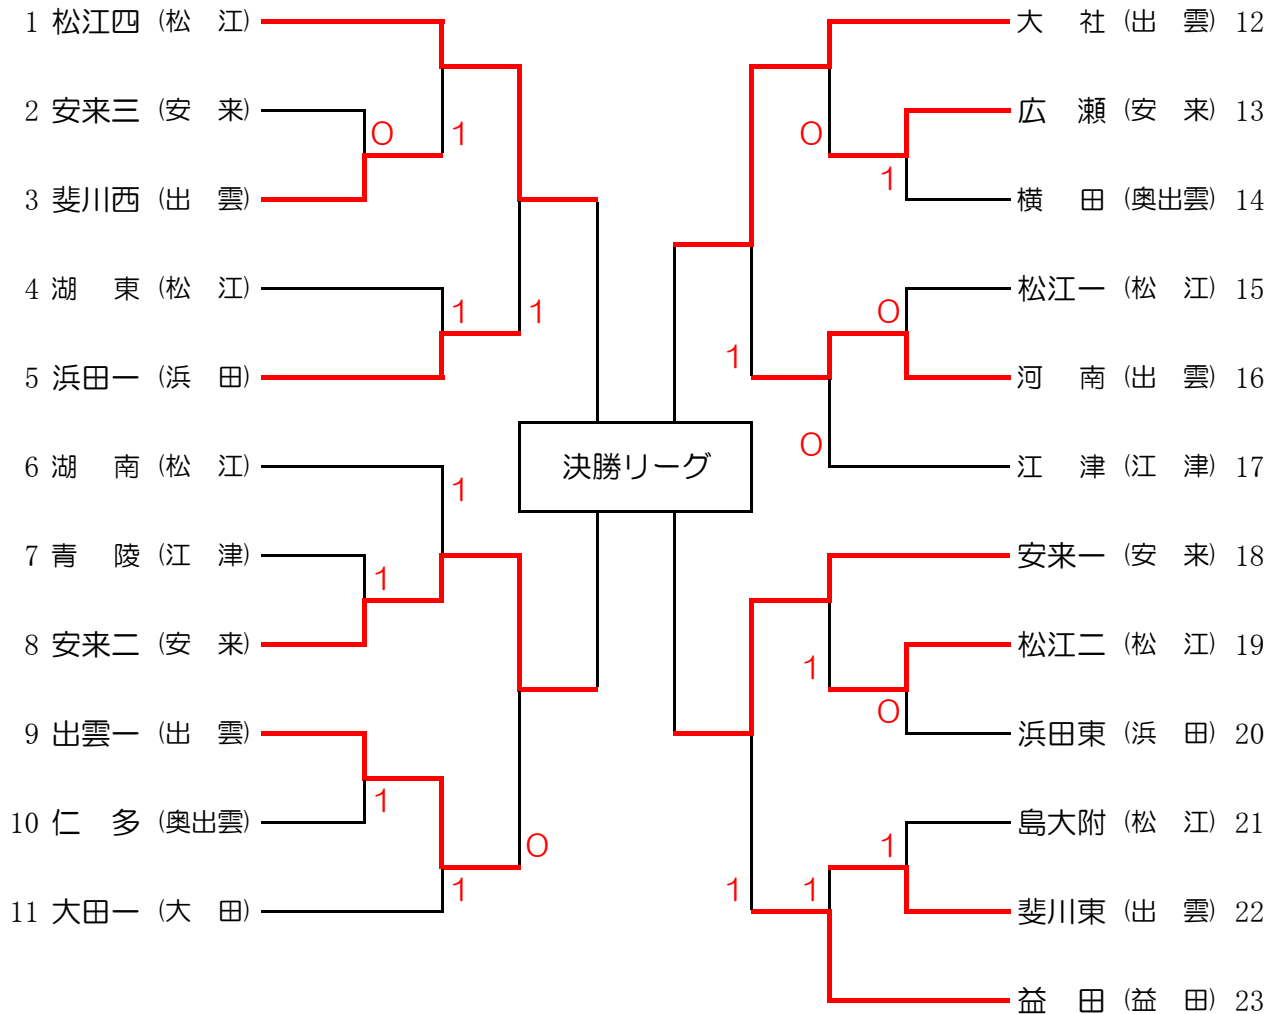 1 松江四 (松 江)
2 安来三 (安 来)
0
1
3 斐川西 (出 雲)
4 湖 東 (松 江)
1
1
5 浜田一 (浜 田)
6 湖 南 (松 江)
1
7 青 陵 (江 津)
1
8 安来二 (安 来)
9 出雲一 (出 雲)
1
10 仁 多 (奥出雲)
0
1
11 大田一 (大 田)
決勝リーグ
大 社 (出 雲) 12
広 瀬 (安 来) 13
0
1
横 田 (奥出雲) 14
松江一 (松 江) 15
0
1
河 南 (出 雲) 16
0
江 津 (江 津) 17
安来一 (安 来) 18
松江二 (松 江) 19
1
0
浜田東 (浜 田) 20
島大附 (松 江) 21
1
1
1
斐川東 (出 雲) 22
益 田 (益 田) 23